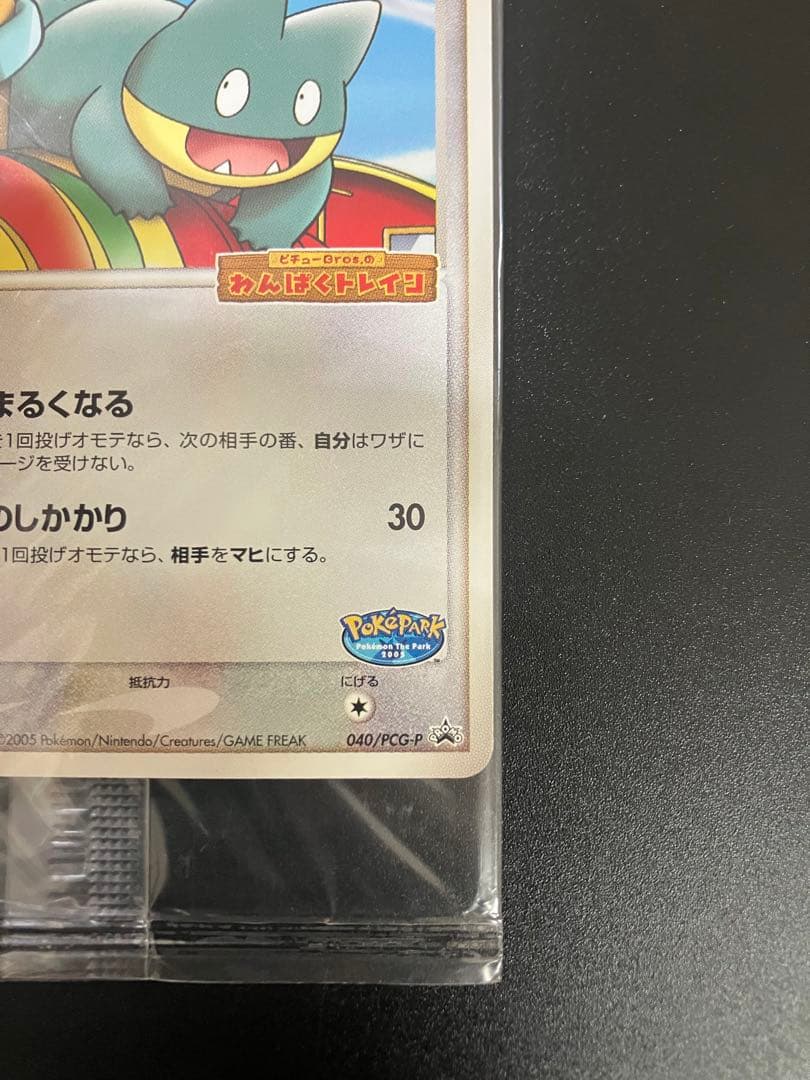 ピチューBros.の
わんぱくトレイン
まるくなる
を1回投げオモテなら、次の相手の番、自分はワザに
ージを受けない。
のしかかり 30
1回投げオモテなら、相手をマヒにする。
POKéPARK
Pokémon The Park
2005
™
抵抗力 にげる
©2005 Pokémon/Nintendo/Creatures/GAME FREAK 040/PCG-P